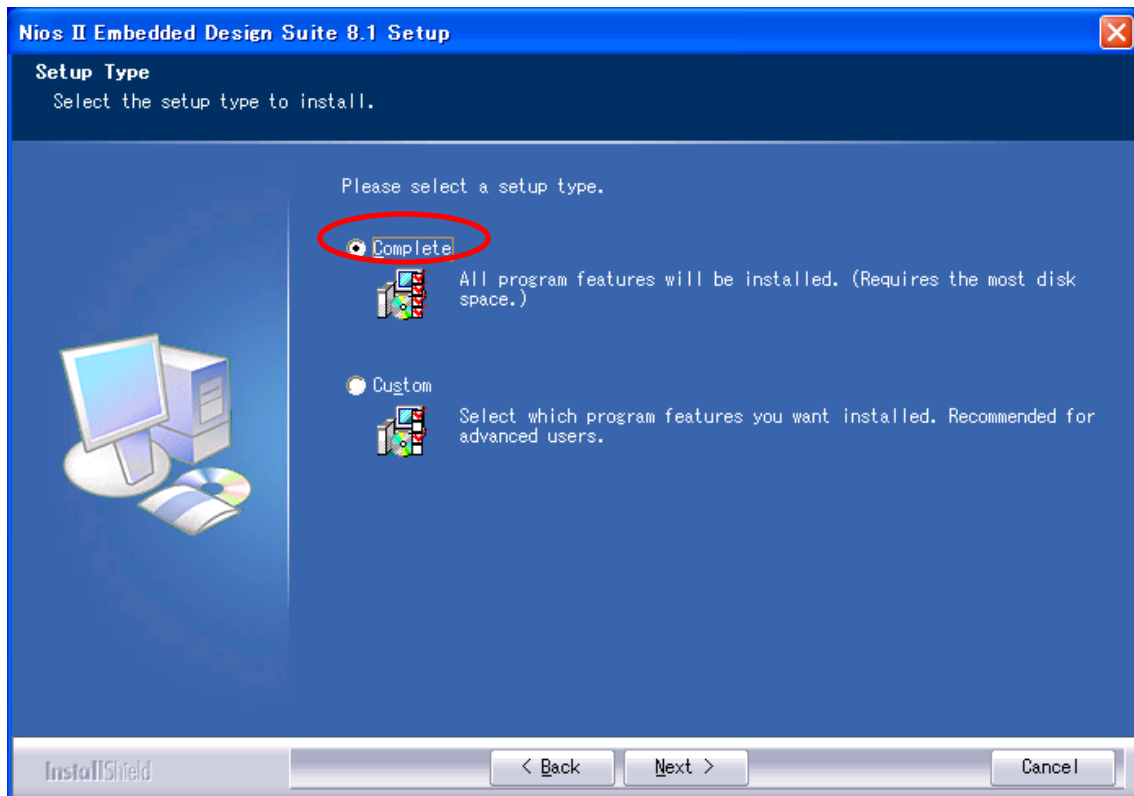 Nios II Embedded Design Suite 8.1 Setup
Setup Type
Select the setup type to install.
Please select a setup type.
Complete
All program features will be installed. (Requires the most disk
space.)
Custom
Select which program features you want installed. Recommended for
advanced users.
InstallShield
< Back
Next >
Cancel